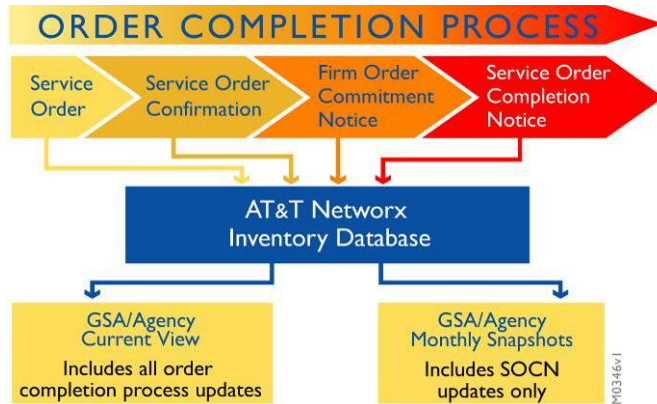 ORDER COMPLETION PROCESS
Service
Order
Service Order
Confirmation
Firm Order
Commitment
Notice
Service Order
Completion
Notice
AT&T Networx
Inventory Database
GSA/Agency
Current View
Includes all order
completion process updates
GSA/Agency
Monthly Snapshots
Includes SOCN
updates only
M0346v1